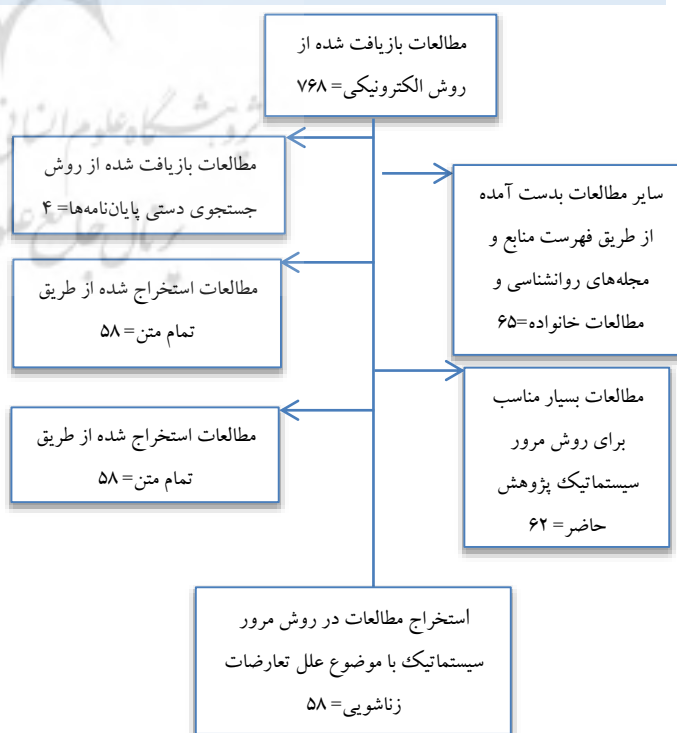 مطالعات بازیافت شده از
روش الکترونیکی= ۷۶۸
مطالعات بازیافت شده از روش
جستجوی دستی پایان‌نامه‌ها= ۴
سایر مطالعات بدست آمده
از طریق فهرست منابع و
مجله‌های روانشناسی و
مطالعات خانواده=۶۵
مطالعات استخراج شده از طریق
تمام متن= ۵۸
مطالعات بسیار مناسب
برای روش مرور
سیستماتیک پژوهش
حاضر= ۶۲
مطالعات استخراج شده از طریق
تمام متن= ۵۸
استخراج مطالعات در روش مرور
سیستماتیک با موضوع علل تعارضات
زناشویی= ۵۸